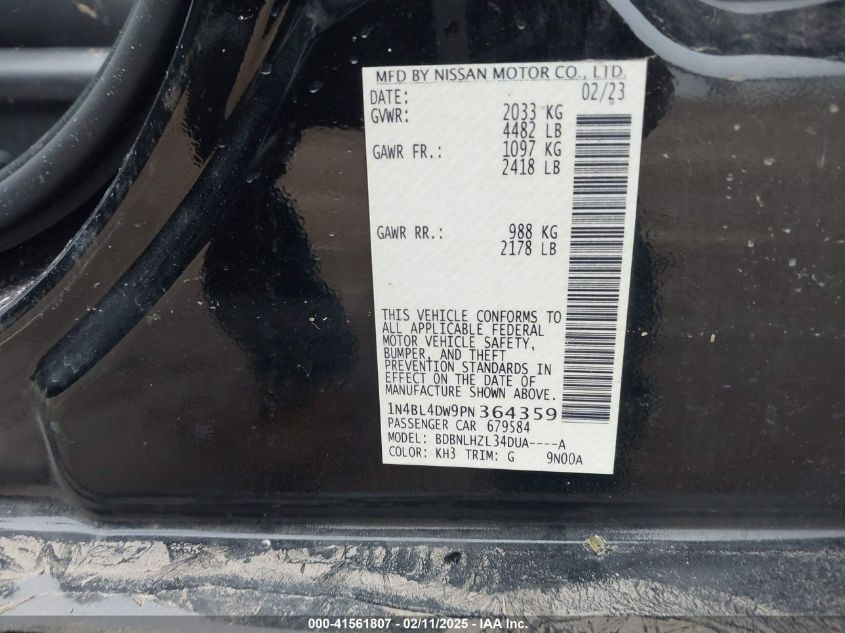 MFD BY NISSAN MOTOR CO., LTD.
DATE: 02/23
GVWR: 2033 KG
4482 LB
GAWR FR.: 1097 KG
2418 LB
GAWR RR.: 988 KG
2178 LB
THIS VEHICLE CONFORMS TO
ALL APPLICABLE FEDERAL
MOTOR VEHICLE SAFETY,
BUMPER, AND THEFT
PREVENTION STANDARDS IN
EFFECT ON THE DATE OF
MANUFACTURE SHOWN ABOVE.
1N4BL4DW9PN364359
PASSENGER CAR 679584
MODEL: BDBNLHZL34DUA----A
COLOR: KH3 TRIM: G 9N00A
000-41561807 - 02/11/2025 - IAA, Inc.